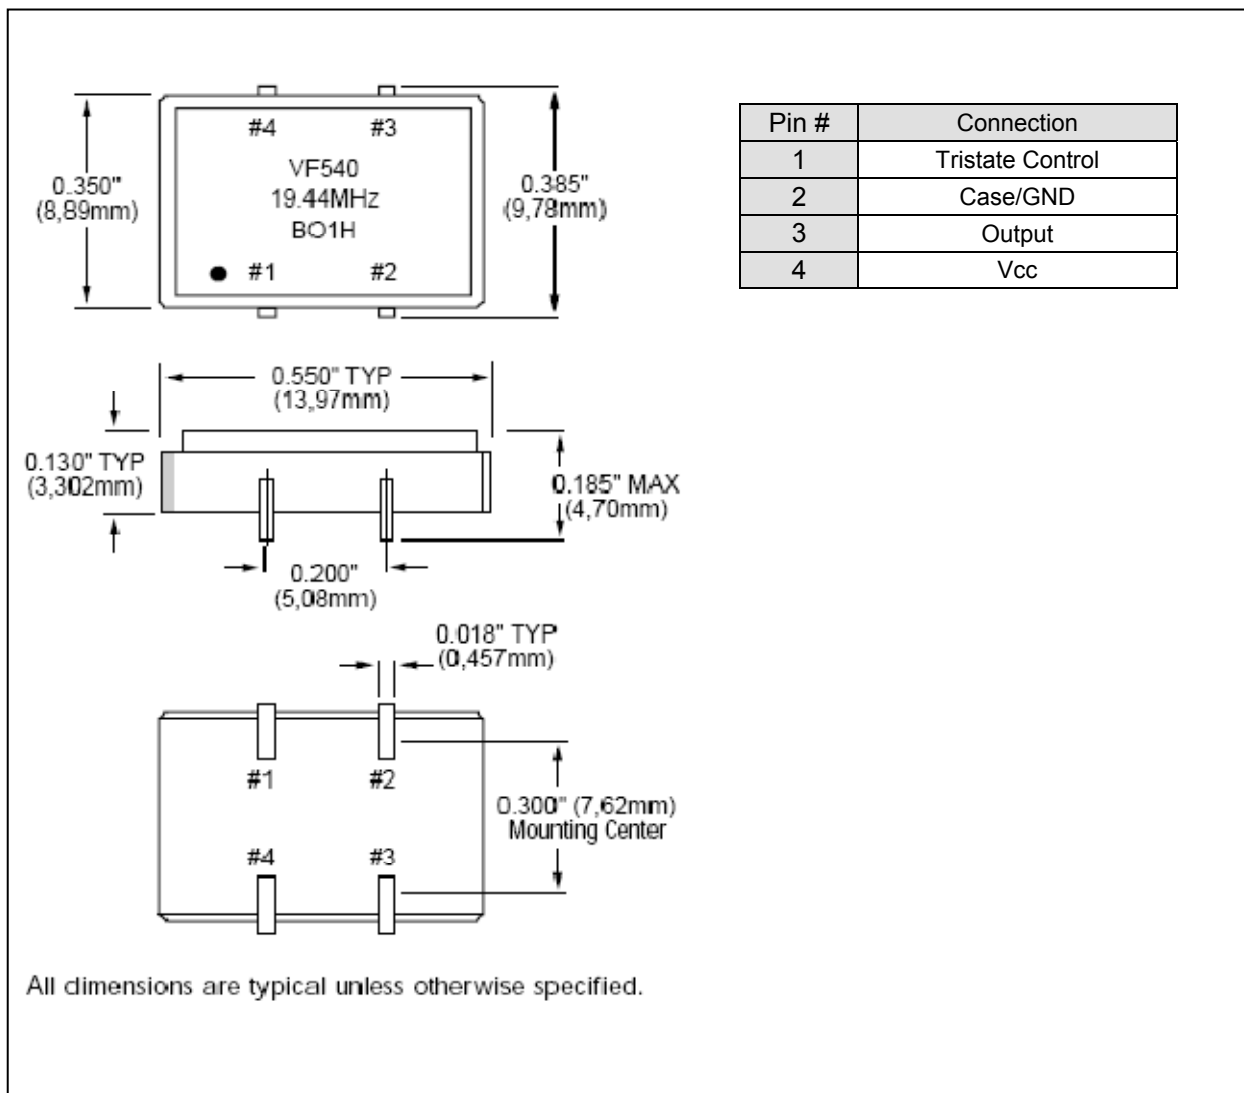 #4 #3
VF540
19.44MHz
BO1H
#1 #2
0.350"
(8,89mm)
0.385"
(9,78mm)
Pin # Connection
1 Tristate Control
2 Case/GND
3 Output
4 Vcc
0.550" TYP
(13,97mm)
0.130" TYP
(3,302mm)
0.185" MAX
(4,70mm)
0.200"
(5,08mm)
0.018" TYP
(0,457mm)
#1 #2
0.300" (7,62mm)
Mounting Center
#4 #3
All dimensions are typical unless otherwise specified.